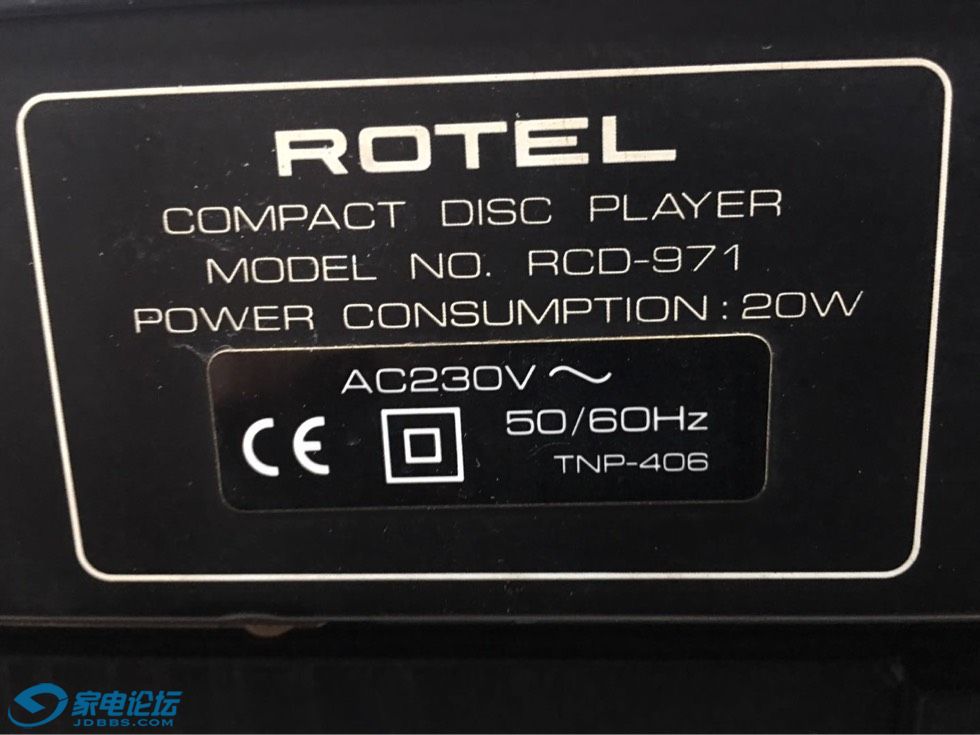 ROTEL
COMPACT DISC PLAYER
MODEL NO. RCD-971
POWER CONSUMPTION : 20W
AC230V ~
CE
50/60Hz
TNP-406
家电论坛
JDBBS.COM